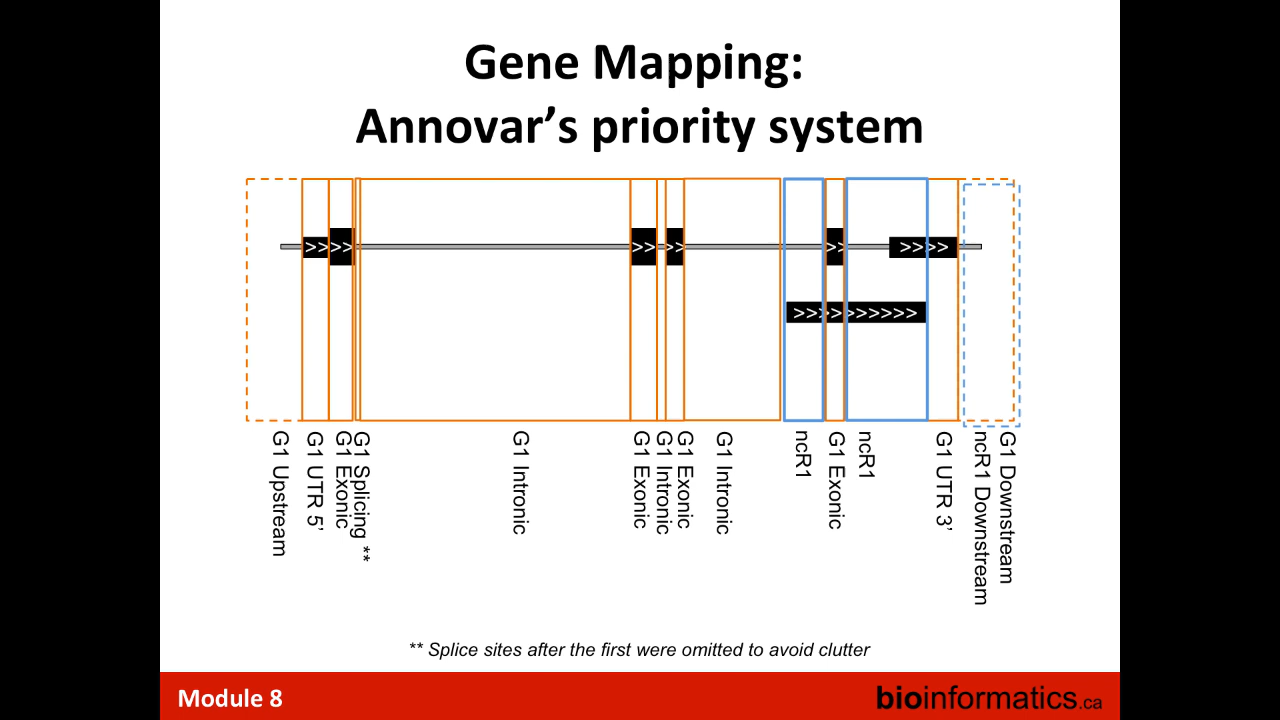 Gene Mapping:
Annovar’s priority system
>>>>
>>
>>
>>
>>>>
>>>>>>>>>>
G1 Upstream
G1 UTR 5’
G1 Exonic
G1 Splicing **
G1 Intronic
G1 Exonic
G1 Intronic
G1 Exonic
G1 Intronic
ncR1
G1 Exonic
ncR1
G1 UTR 3’
ncR1 Downstream
G1 Downstream
** Splice sites after the first were omitted to avoid clutter
Module 8
bioinformatics.ca